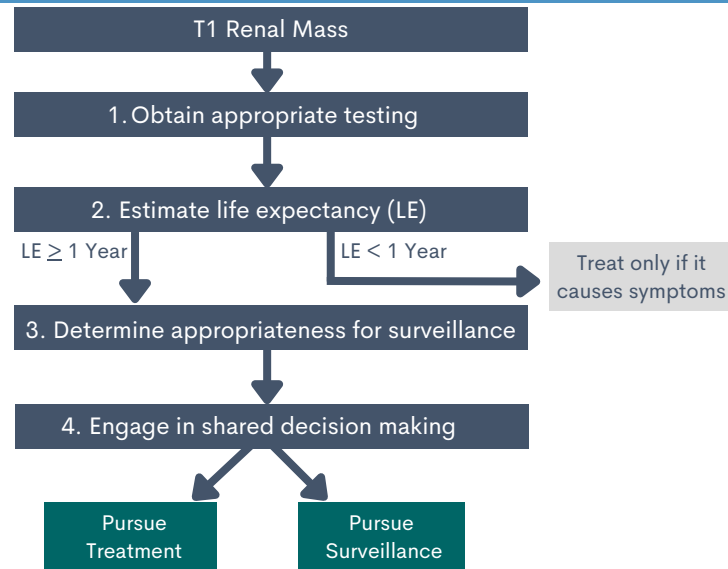 T1 Renal Mass
1. Obtain appropriate testing
2. Estimate life expectancy (LE)
LE ≥ 1 Year
LE < 1 Year
Treat only if it
causes symptoms
3. Determine appropriateness for surveillance
4. Engage in shared decision making
Pursue
Treatment
Pursue
Surveillance